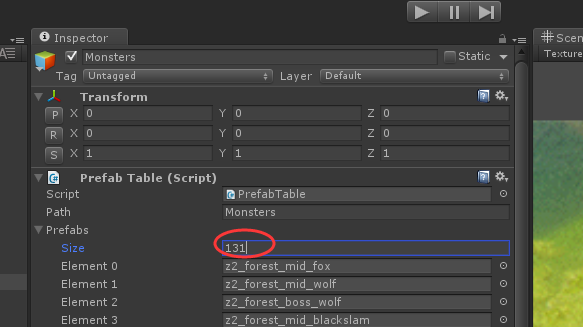 Inspector
Scen
Monsters Static
Texture
Tag Untagged Layer Default
Transform
P X 0 Y 0 Z 0
R X 0 Y 0 Z 0
S X 1 Y 1 Z 1
Prefab Table (Script)
Script PrefabTable
Path Monsters
Prefabs
Size 131
Element 0 z2_forest_mid_fox
Element 1 z2_forest_mid_wolf
Element 2 z2_forest_boss_wolf
Element 3 z2_forest_mid_blackslam